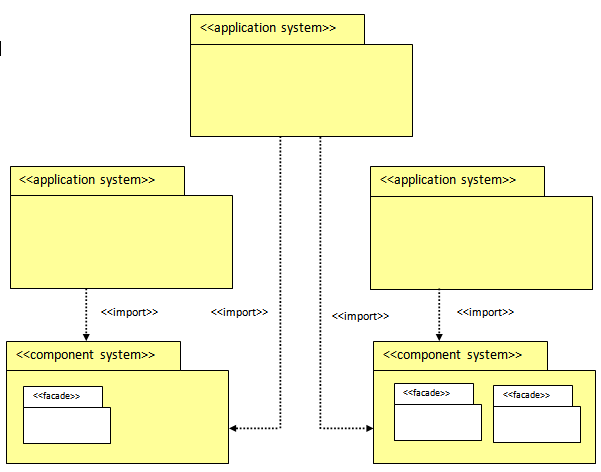 <<application system>>
<<application system>>
<<application system>>
<<import>>
<<import>>
<<import>>
<<import>>
<<component system>>
<<component system>>
<<facade>>
<<facade>>
<<facade>>